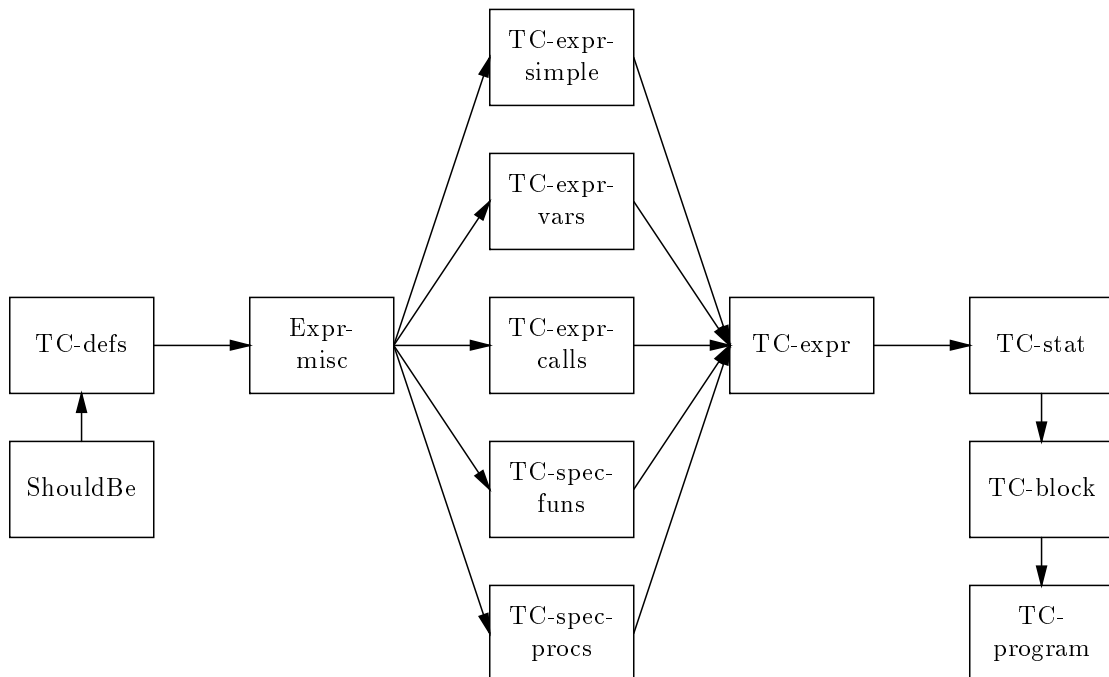 TC-expr-
simple
TC-expr-
vars
TC-defs
Expr-
misc
TC-expr-
calls
TC-expr
TC-stat
ShouldBe
TC-spec-
funs
TC-block
TC-spec-
procs
TC-
program